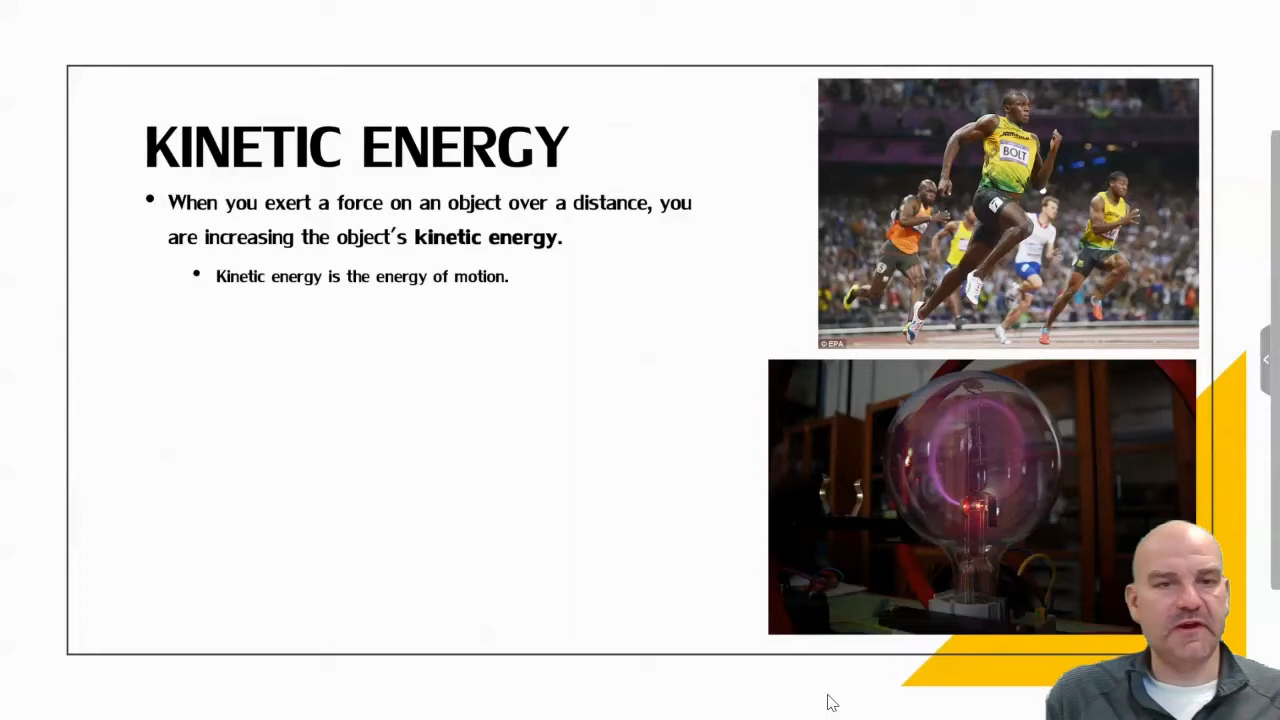 KINETIC ENERGY
• When you exert a force on an object over a distance, you
are increasing the object's kinetic energy.
• Kinetic energy is the energy of motion.
BOLT
© EPA